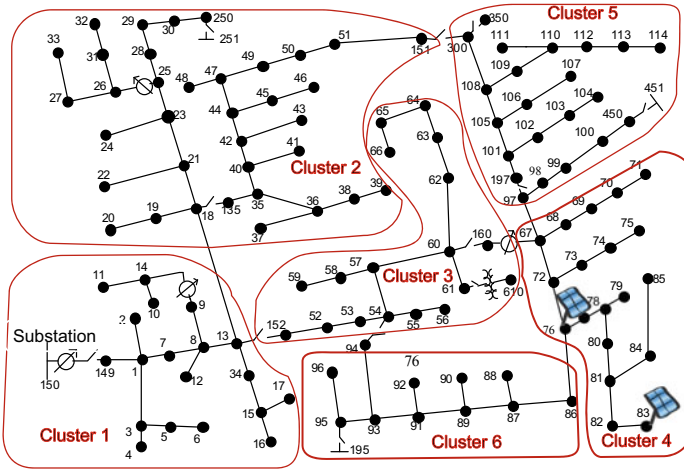 29 250 350 Cluster 5
32 30 251 51 151 300 111 110 112 113 114
33 28 50
31 25 49 109 107
26 48 47 46 108 451
27 45 106 104
23 44 43 64 105 103 450
24 42 65 63 102 100
21 41 66 101
22 Cluster 2 40 62 197 98 99 71
39 97 70
19 18 135 35 36 38 69
20 37 68 75
60 160 67 74
57 Cluster 3 73
11 14 58 72
59 61 610 79 85
10 9 78
Substation 2 53 54 76
13 152 52 55 56 80
8 94 84
150 149 1 7 76
12 34 96 92 90 88 81
17
15 86
3 5 6 95 93 91 89 87 82 83
Cluster 1 4 16 195 Cluster 6 Cluster 4